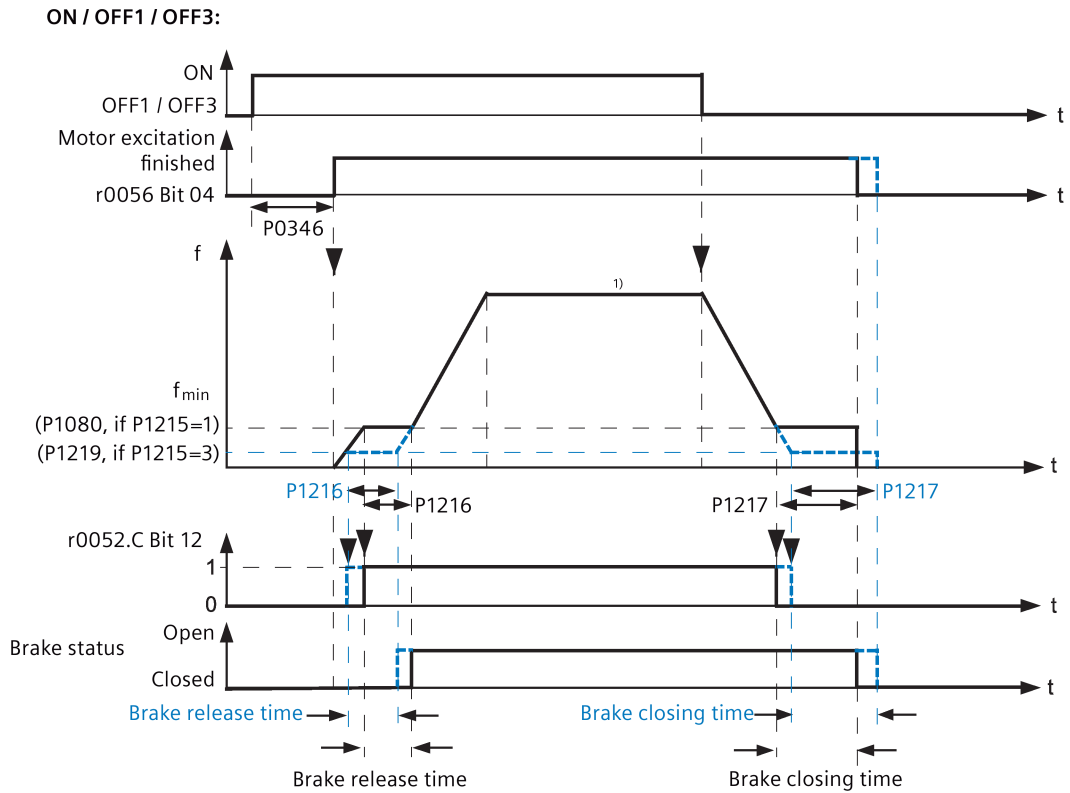 ON / OFF1 / OFF3:
ON
OFF1 / OFF3
t
Motor excitation
finished
r0056 Bit 04
t
P0346
f
1)
fmin
(P1080, if P1215=1)
(P1219, if P1215=3)
t
P1216
P1216
P1217
P1217
r0052.C Bit 12
1
0
t
Open
Brake status
Closed
t
Brake release time
Brake closing time
Brake release time
Brake closing time